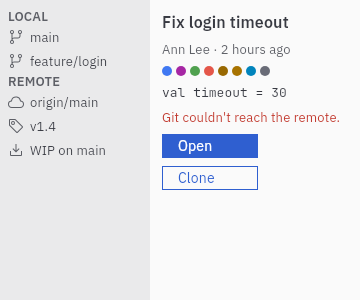 LOCAL
main
feature/login
REMOTE
origin/main
v1.4
WIP on main
Fix login timeout
Ann Lee · 2 hours ago
val timeout = 30
Git couldn't reach the remote.
Open
Clone